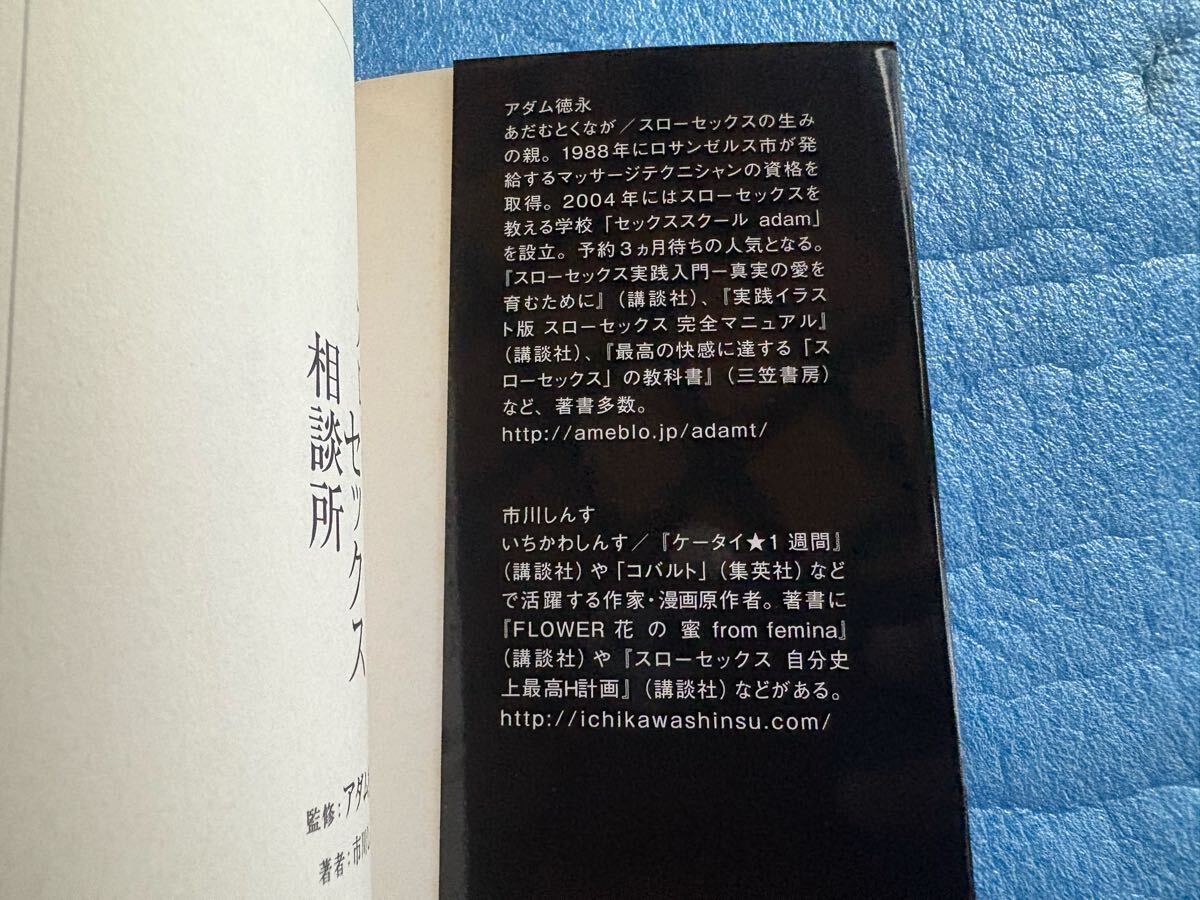 アダム徳永
あだむとくなが／スローセックスの生み
の親。1988年にロサンゼルス市が発
給するマッサージテクニシャンの資格を
取得。2004年にはスローセックスを
教える学校「セックススクール adam」
を設立。予約3ヵ月待ちの人気となる。
『スローセックス実践入門ー真実の愛を
育むために』（講談社）、『実践イラス
ト版 スローセックス 完全マニュアル』
（講談社）、『最高の快感に達する「ス
ローセックス」の教科書』（三笠書房）
など、著書多数。
http://ameblo.jp/adamt/
市川しんす
いちかわしんす／『ケータイ★1 週間』
（講談社）や「コバルト」（集英社）など
で活躍する作家・漫画原作者。著書に
『FLOWER 花 の 蜜 from femina』
（講談社）や『スローセックス 自分史
上最高H計画』（講談社）などがある。
http://ichikawashinsu.com/
セックス
相談所
監修：アダム
著者：市川